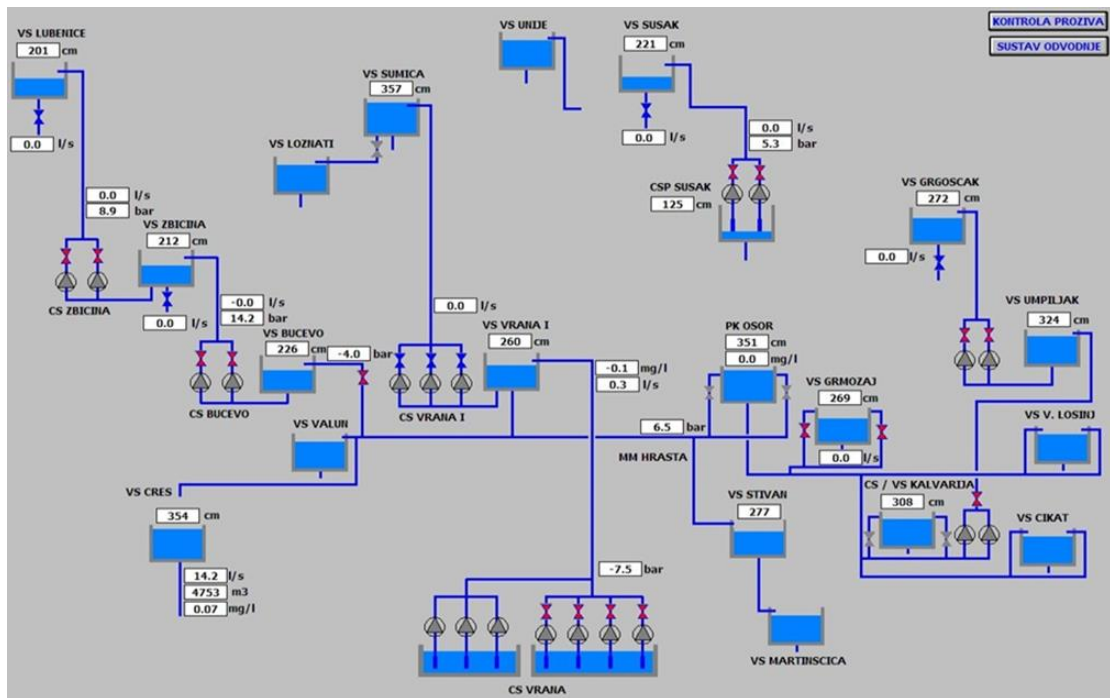 KONTROLA PROZIVA
SUSTAV ODVODNJE
VS LUBENICE
201 cm
0.0 l/s
0.0 l/s
8.9 bar
CS ZBICINA
VS ZBICINA
212 cm
0.0 l/s
-0.0 l/s
14.2 bar
CS BUCEVO
VS BUCEVO
226 cm
-4.0 bar
VS SUMICA
357 cm
VS LOZNATI
0.0 l/s
CS VRANA I
VS VRANA I
260 cm
-0.1 mg/l
0.3 l/s
VS UNIJE
VS SUSAK
221 cm
0.0 l/s
0.0 l/s
5.3 bar
CSP SUSAK
125 cm
VS GRGOSCAK
272 cm
0.0 l/s
VS UMPILJAK
324 cm
PK OSOR
351 cm
0.0 mg/l
VS GRMOZAJ
269 cm
0.0 l/s
6.5 bar
MM HRASTA
VS V. LOSINJ
CS / VS KALVARIJA
308 cm
VS CIKAT
VS VALUN
VS CRES
354 cm
14.2 l/s
4753 m3
0.07 mg/l
VS STIVAN
277
-7.5 bar
CS VRANA
VS MARTINSCICA